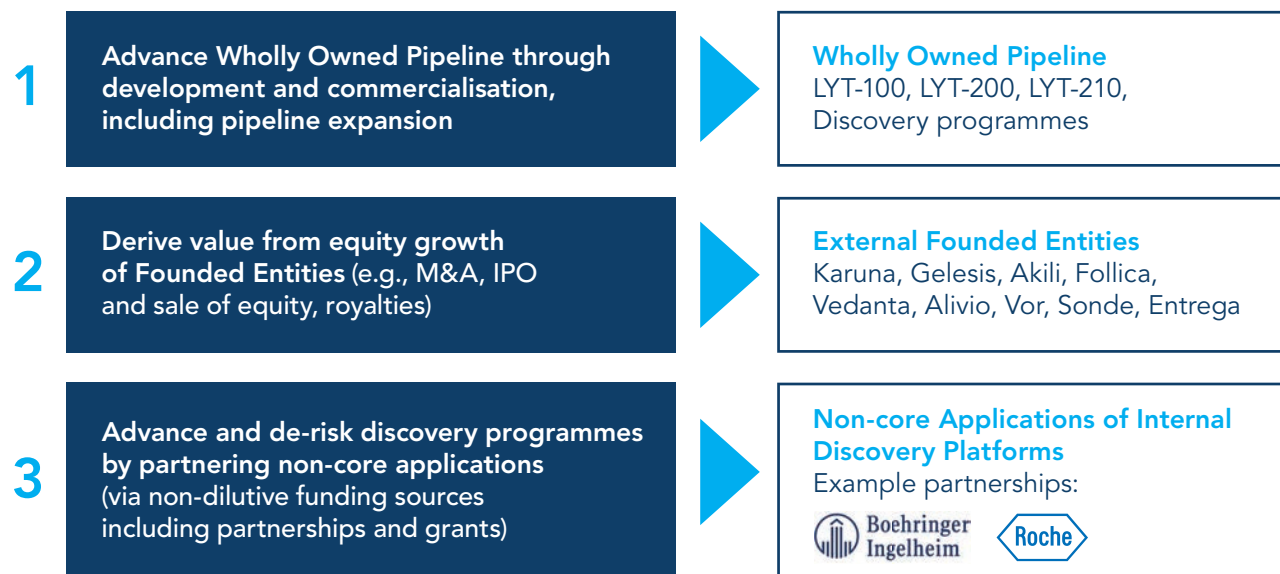 1
Advance Wholly Owned Pipeline through
development and commercialisation,
including pipeline expansion
Wholly Owned Pipeline
LYT-100, LYT-200, LYT-210,
Discovery programmes
2
Derive value from equity growth
of Founded Entities (e.g., M&A, IPO
and sale of equity, royalties)
External Founded Entities
Karuna, Gelesis, Akili, Follica,
Vedanta, Alivio, Vor, Sonde, Entrega
3
Advance and de-risk discovery programmes
by partnering non-core applications
(via non-dilutive funding sources
including partnerships and grants)
Non-core Applications of Internal
Discovery Platforms
Example partnerships:
Boehringer
Ingelheim
Roche